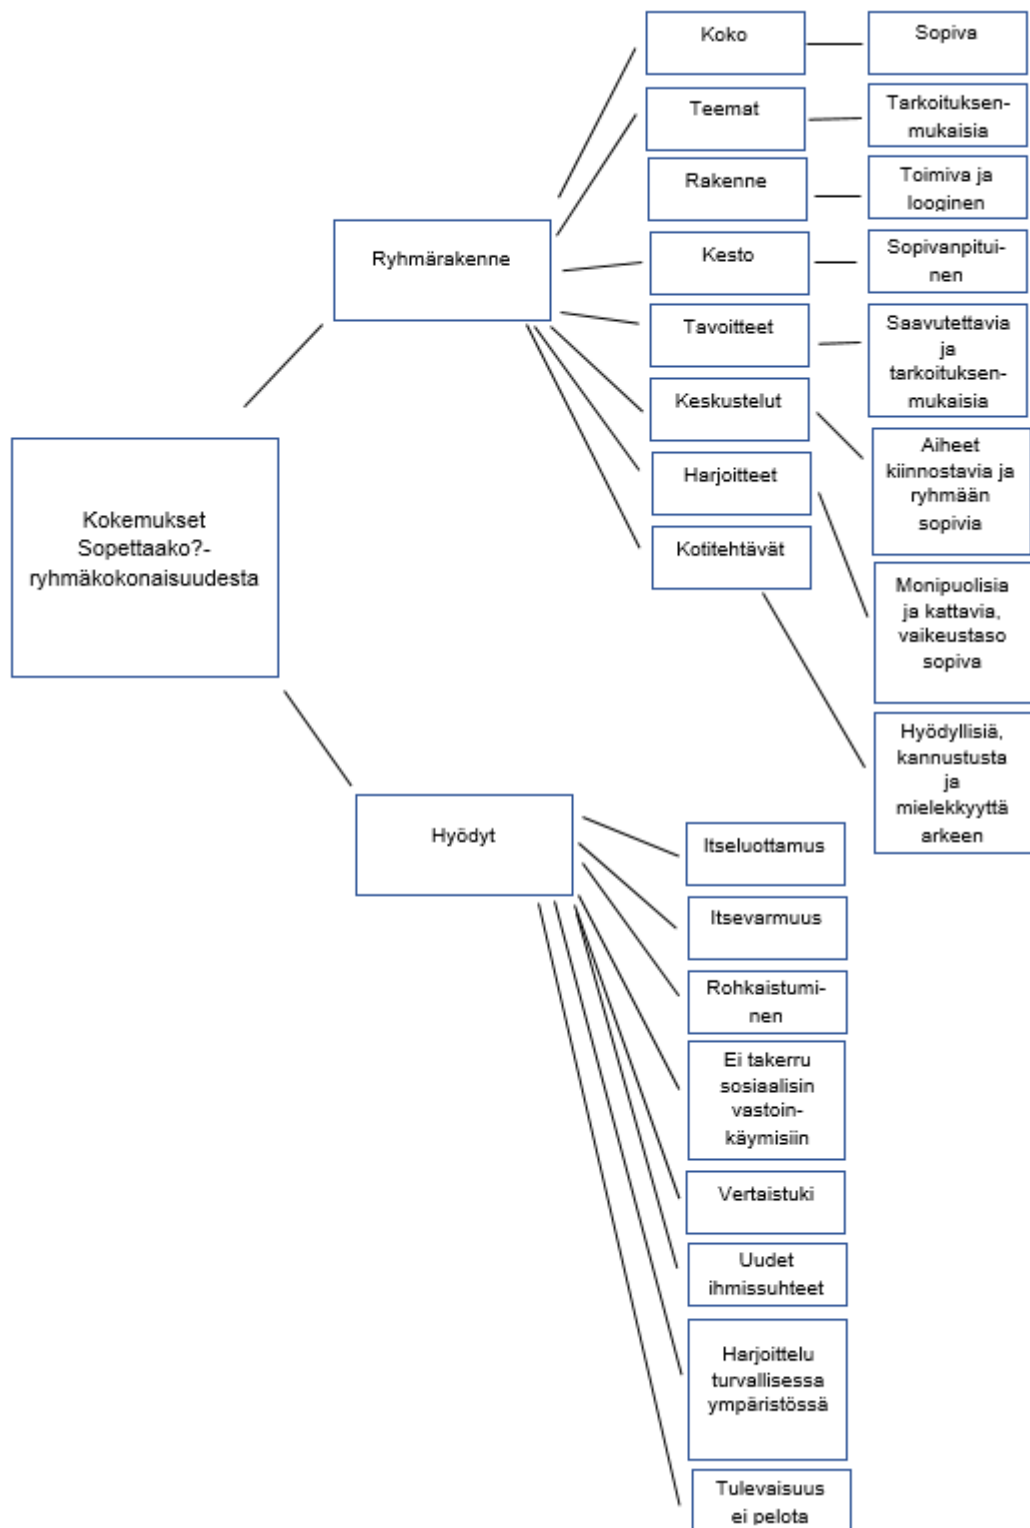 Koko
Sopiva
Teemat
Tarkoituksen-
mukaisia
Rakenne
Toimiva ja
looginen
Ryhmärakenne
Kesto
Sopivanpitui-
nen
Tavoitteet
Saavutettavia
ja
tarkoituksen-
mukaisia
Keskustelut
Aiheet
kiinnostavia ja
ryhmään
sopivia
Harjoitteet
Kotitehtävät
Monipuolisia
ja kattavia,
vaikeustaso
sopiva
Hyödyllisiä,
kannustusta
ja
mielekkyyttä
arkeen
Kokemukset
Sopettaako?-
ryhmäkokonaisuudesta
Hyödyt
Itseluottamus
Itsevarmuus
Rohkaistumi-
nen
Ei takerru
sosiaalisin
vastoin-
käymisiin
Vertaistuki
Uudet
ihmissuhteet
Harjoittelu
turvallisessa
ympäristössä
Tulevaisuus
ei pelota